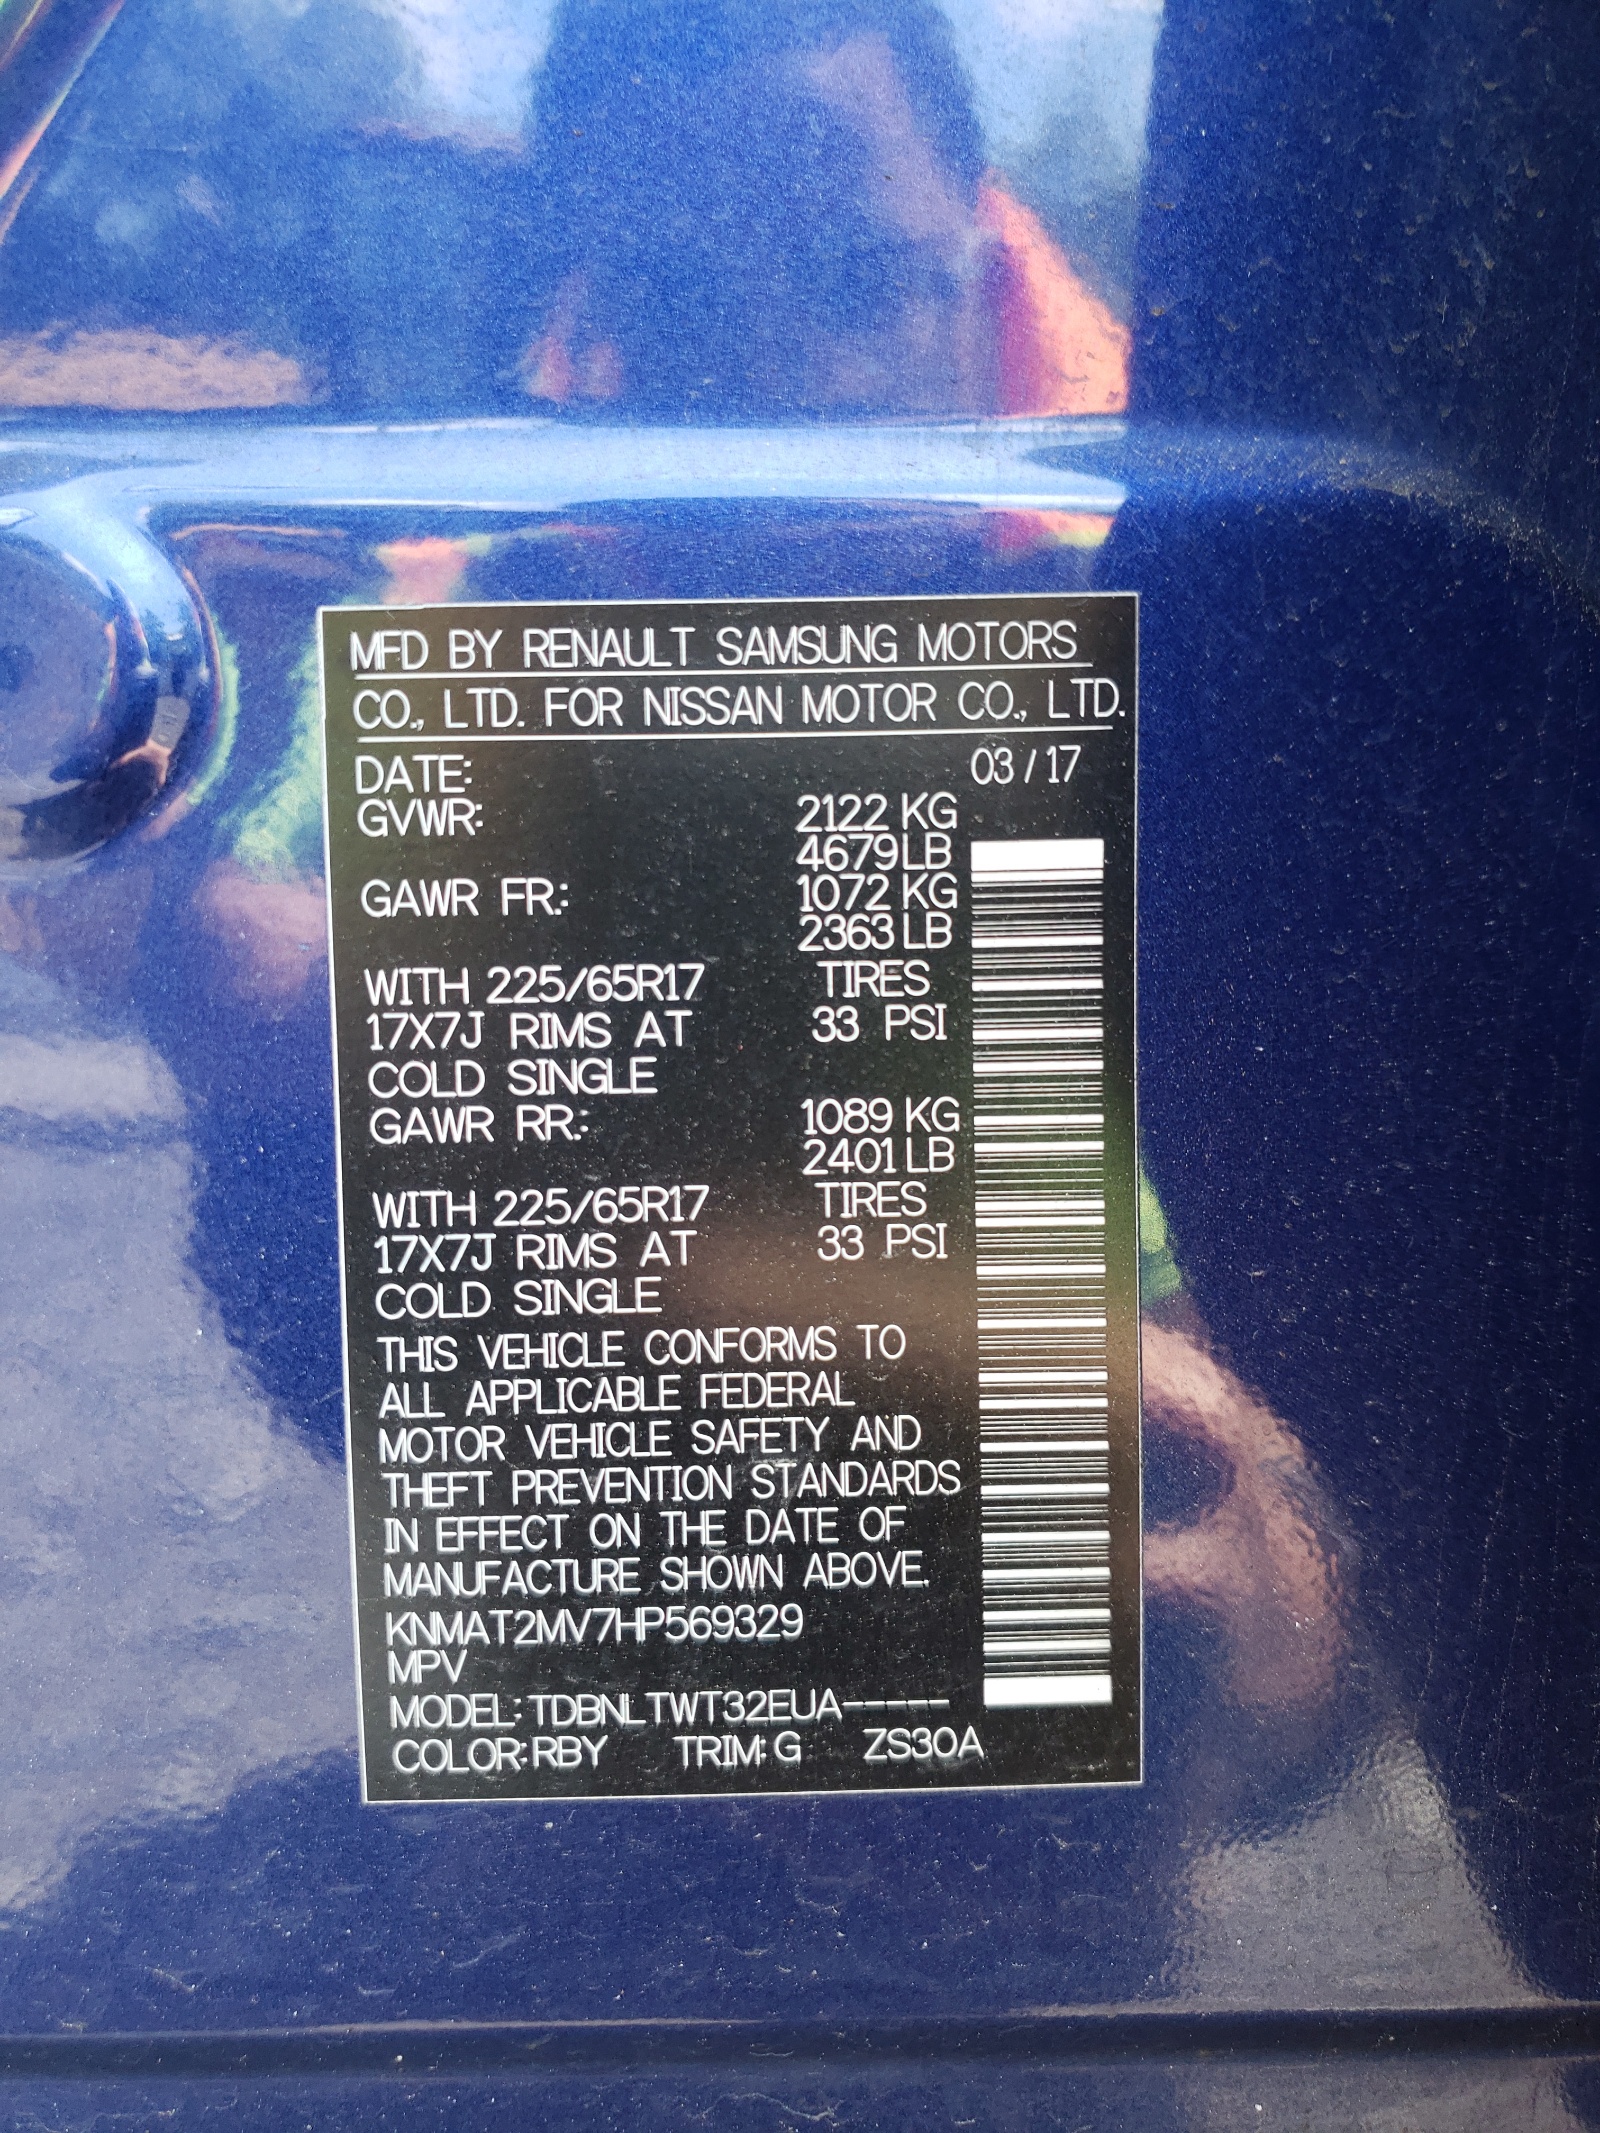 MFD BY RENAULT SAMSUNG MOTORS
CO., LTD. FOR NISSAN MOTOR CO., LTD.
DATE: 03 / 17
GVWR: 2122 KG
4679 LB
GAWR FR.: 1072 KG
2363 LB
WITH 225/65R17 TIRES
17X7J RIMS AT 33 PSI
COLD SINGLE
GAWR RR.: 1089 KG
2401 LB
WITH 225/65R17 TIRES
17X7J RIMS AT 33 PSI
COLD SINGLE
THIS VEHICLE CONFORMS TO
ALL APPLICABLE FEDERAL
MOTOR VEHICLE SAFETY AND
THEFT PREVENTION STANDARDS
IN EFFECT ON THE DATE OF
MANUFACTURE SHOWN ABOVE.
KNMAT2MV7HP569329
MPV
MODEL: TDBNLTWT32EUA-----
COLOR: RBY TRIM: G ZS30A